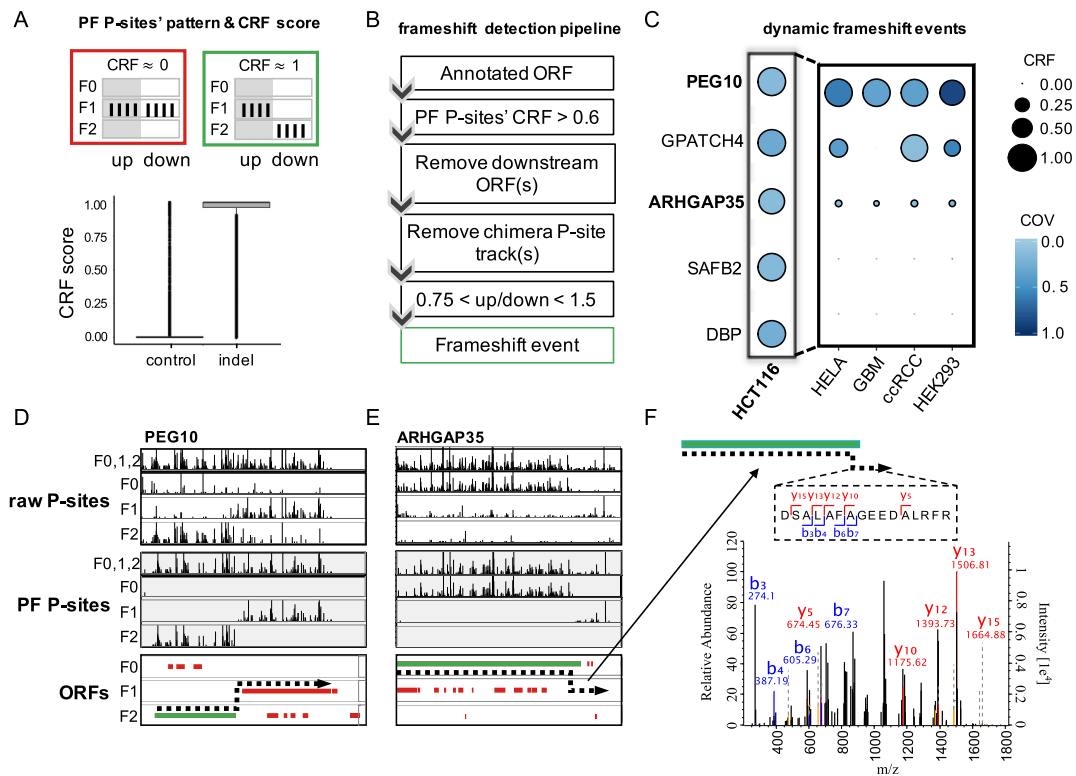 A
PF P-sites' pattern & CRF score
CRF ≈ 0
F0
F1
F2
up down
CRF ≈ 1
F0
F1
F2
up down
CRF score
1.00
0.75
0.50
0.25
0.00
control
indel
B
frameshift detection pipeline
Annotated ORF
PF P-sites' CRF > 0.6
Remove downstream
ORF(s)
Remove chimera P-site
track(s)
0.75 < up/down < 1.5
Frameshift event
C
dynamic frameshift events
PEG10
GPATCH4
ARHGAP35
SAFB2
DBP
HCT116
HELA
GBM
ccRCC
HEK293
CRF
0.00
0.25
0.50
1.00
COV
0.0
0.5
1.0
D
PEG10
raw P-sites
F0,1,2
F0
F1
F2
PF P-sites
F0,1,2
F0
F1
F2
ORFs
F0
F1
F2
E
ARHGAP35
F
y15 y13 y12 y10 y5
DSALAFAGEEDALRFR
b3 b4 b6 b7
Relative Abundance
120
100
80
60
40
20
0
b3
274.1
b4
387.19
y5
674.45
b6
605.29
b7
676.33
y10
1175.62
y12
1393.73
y13
1506.81
y15
1664.88
1
0.8
0.6
0.4
0.2
0
Intensity [1e4]
400 600 800 1000 1200 1400 1600 1800
m/z